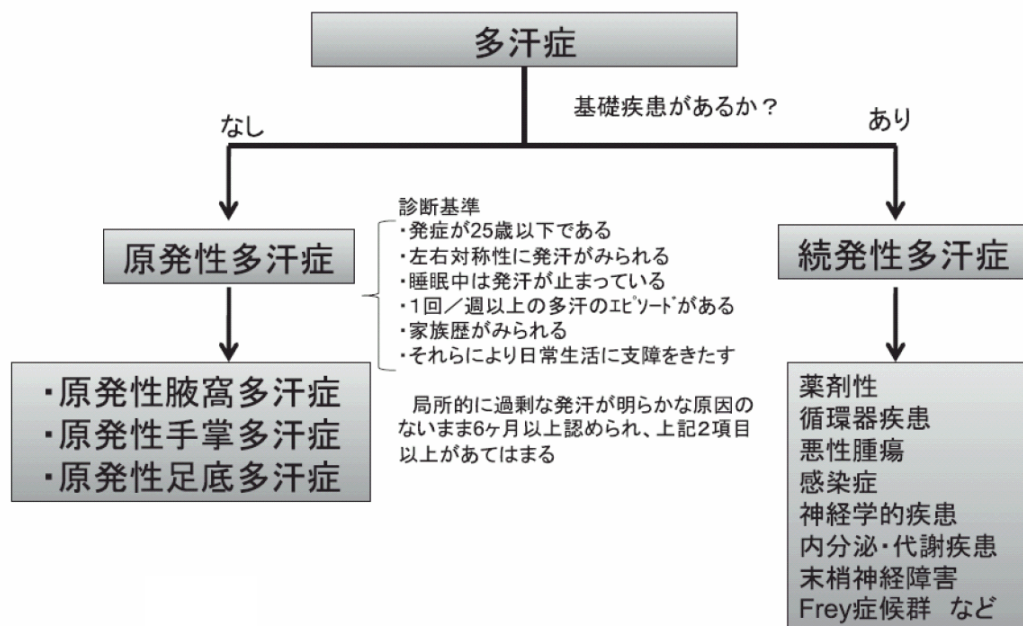 多汗症
基礎疾患があるか？
なし
あり
原発性多汗症
診断基準
・発症が25歳以下である
・左右対称性に発汗がみられる
・睡眠中は発汗が止まっている
・1回／週以上の多汗のｴﾋﾟｿｰﾄﾞがある
・家族歴がみられる
・それらにより日常生活に支障をきたす
局所的に過剰な発汗が明らかな原因の
ないまま6ヶ月以上認められ、上記2項目
以上があてはまる
続発性多汗症
・原発性腋窩多汗症
・原発性手掌多汗症
・原発性足底多汗症
薬剤性
循環器疾患
悪性腫瘍
感染症
神経学的疾患
内分泌・代謝疾患
末梢神経障害
Frey症候群　など